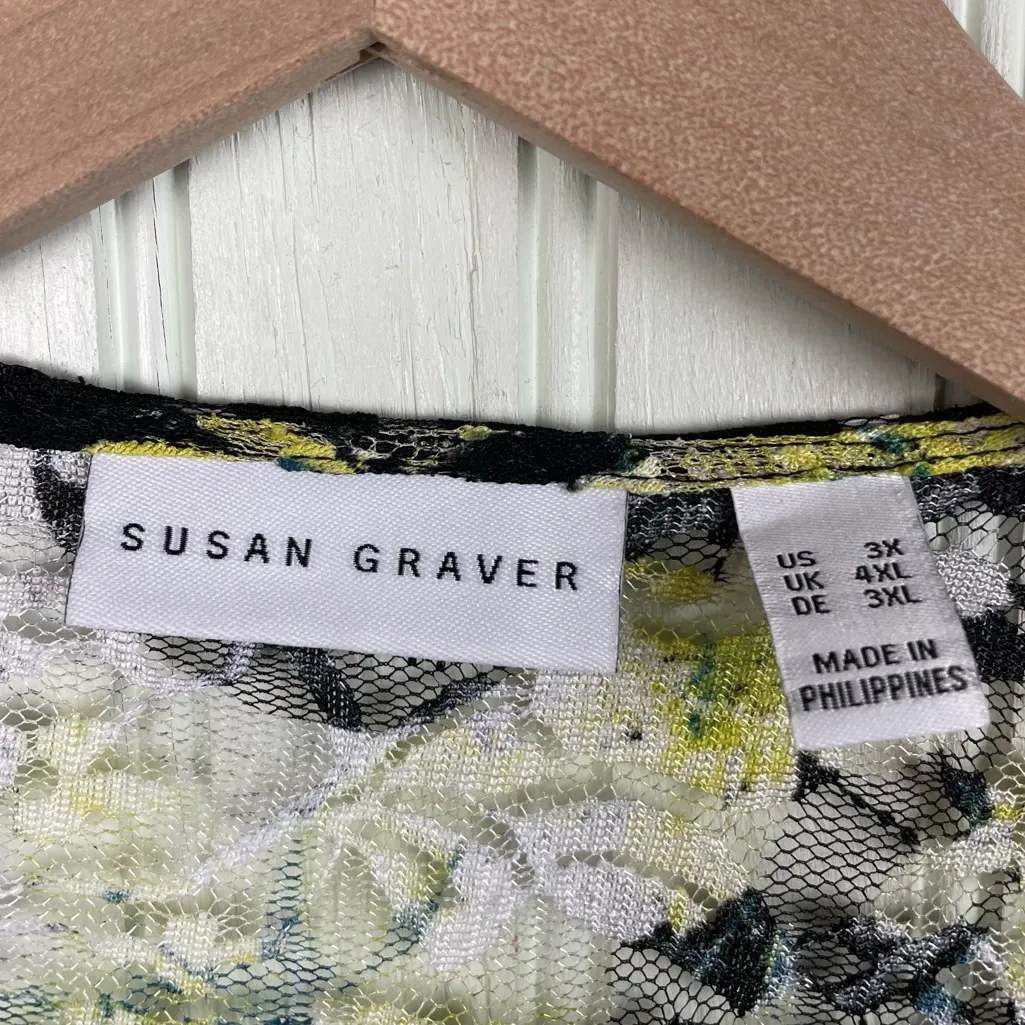 SUSAN GRAVER
US 3X
UK 4XL
DE 3XL
MADE IN
PHILIPPINES